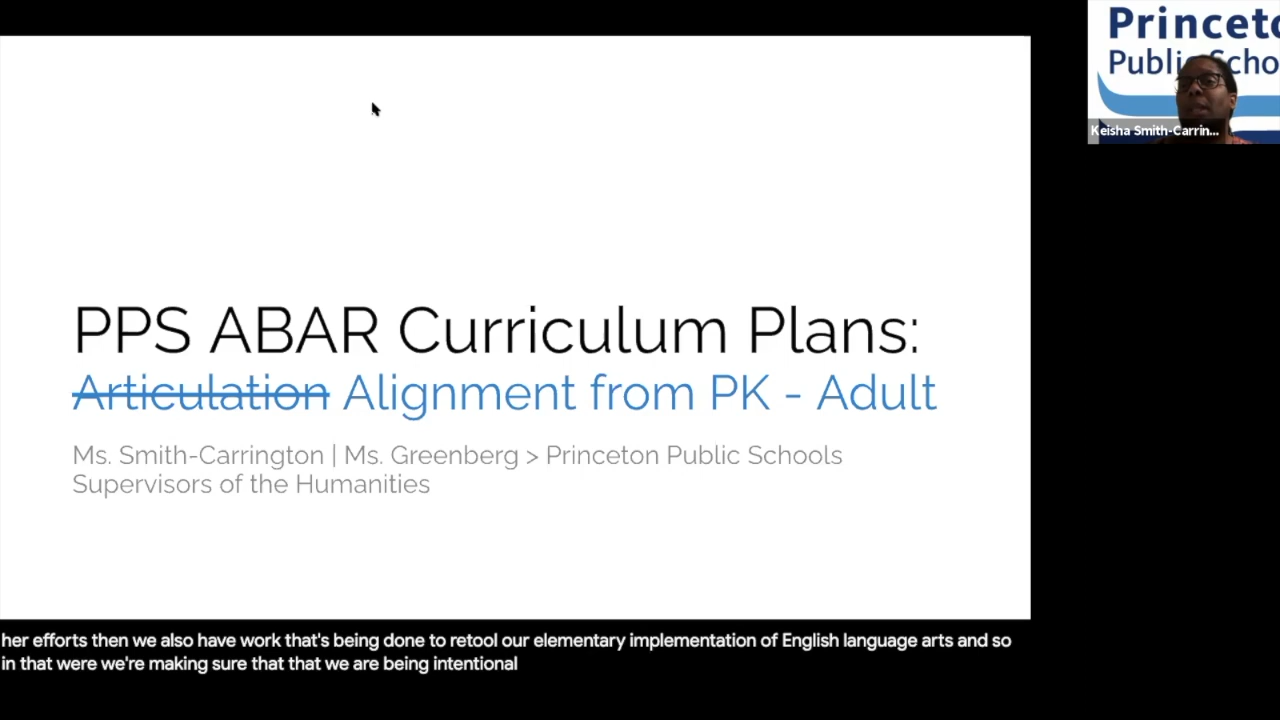 Princeto
Public Scho
Keisha Smith-Carrin...
PPS ABAR Curriculum Plans:
Articulation Alignment from PK - Adult
Ms. Smith-Carrington | Ms. Greenberg > Princeton Public Schools
Supervisors of the Humanities
her efforts then we also have work that's being done to retool our elementary implementation of English language arts and so
in that were we're making sure that that we are being intentional